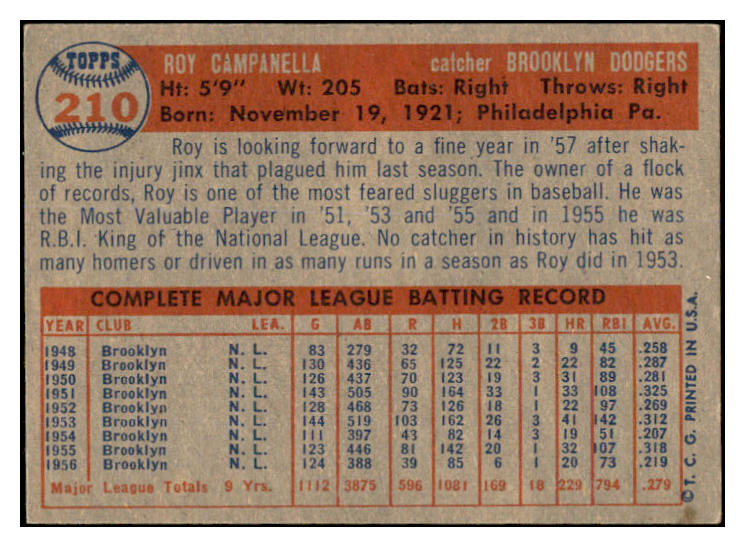 TOPPS
210
ROY CAMPANELLA catcher BROOKLYN DODGERS
Ht: 5'9" Wt: 205 Bats: Right Throws: Right
Born: November 19, 1921; Philadelphia Pa.
Roy is looking forward to a fine year in '57 after shak-
ing the injury jinx that plagued him last season. The owner of a flock
of records, Roy is one of the most feared sluggers in baseball. He was
the Most Valuable Player in '51, '53 and '55 and in 1955 he was
R.B.I. King of the National League. No catcher in history has hit as
many homers or driven in as many runs in a season as Roy did in 1953.
COMPLETE MAJOR LEAGUE BATTING RECORD
YEAR CLUB LEA. G AB R H 2B 3B HR RBI AVG.
1948 Brooklyn N. L. 83 279 32 72 11 3 9 45 .258
1949 Brooklyn N. L. 130 436 65 125 22 2 22 82 .287
1950 Brooklyn N. L. 126 437 70 123 19 3 31 89 .281
1951 Brooklyn N. L. 143 505 90 164 33 1 33 108 .325
1952 Brooklyn N. L. 128 468 73 126 18 1 22 97 .269
1953 Brooklyn N. L. 144 519 103 162 26 3 41 142 .312
1954 Brooklyn N. L. 111 397 43 82 14 3 19 51 .207
1955 Brooklyn N. L. 123 446 81 142 20 1 32 107 .318
1956 Brooklyn N. L. 124 388 39 85 6 1 20 73 .219
Major League Totals 9 Yrs. 1112 3875 596 1081 169 18 229 794 .279
© T. C. G. PRINTED IN U.S.A.